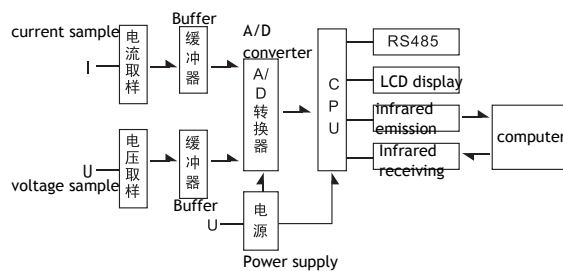 current sample
I
电流取样
Buffer
缓冲器
A/D
converter
A/D转换器
CPU
RS485
LCD display
infrared
emission
Infrared
receiving
computer
U
voltage sample
电压取样
缓冲器
Buffer
U
电源
Power supply